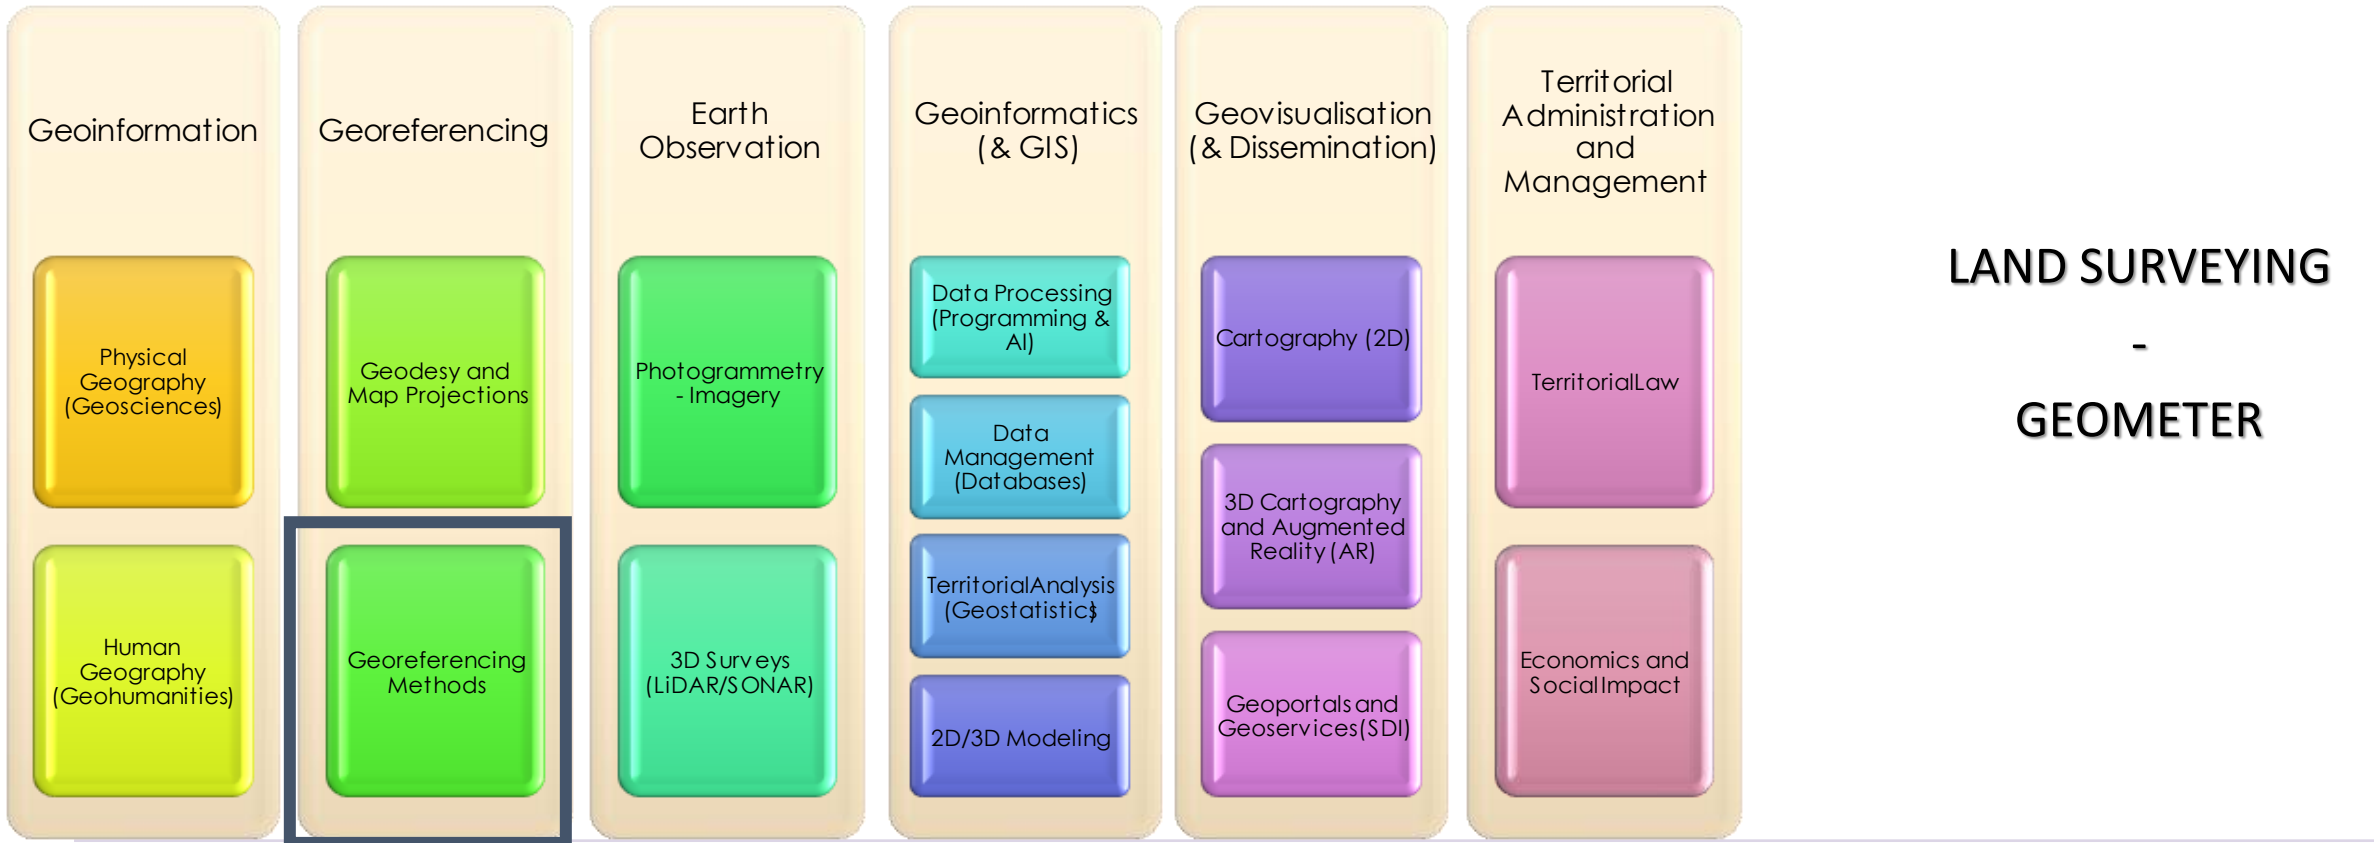 Geoinformation
Physical
Geography
(Geosciences)
Human
Geography
(Geohumanities)
Georeferencing
Geodesy and
Map Projections
Georeferencing
Methods
Earth
Observation
Photogrammetry
- Imagery
3D Surveys
(LiDAR/SONAR)
Geoinformatics
(& GIS)
Data Processing
(Programming &
AI)
Data
Management
(Databases)
TerritorialAnalysis
(Geostatistics)
2D/3D Modeling
Geovisualisation
(& Dissemination)
Cartography (2D)
3D Cartography
and Augmented
Reality (AR)
Geoportals and
Geoservices(SDI)
Territorial
Administration
and
Management
TerritorialLaw
Economics and
Social Impact
LAND SURVEYING
-
GEOMETER